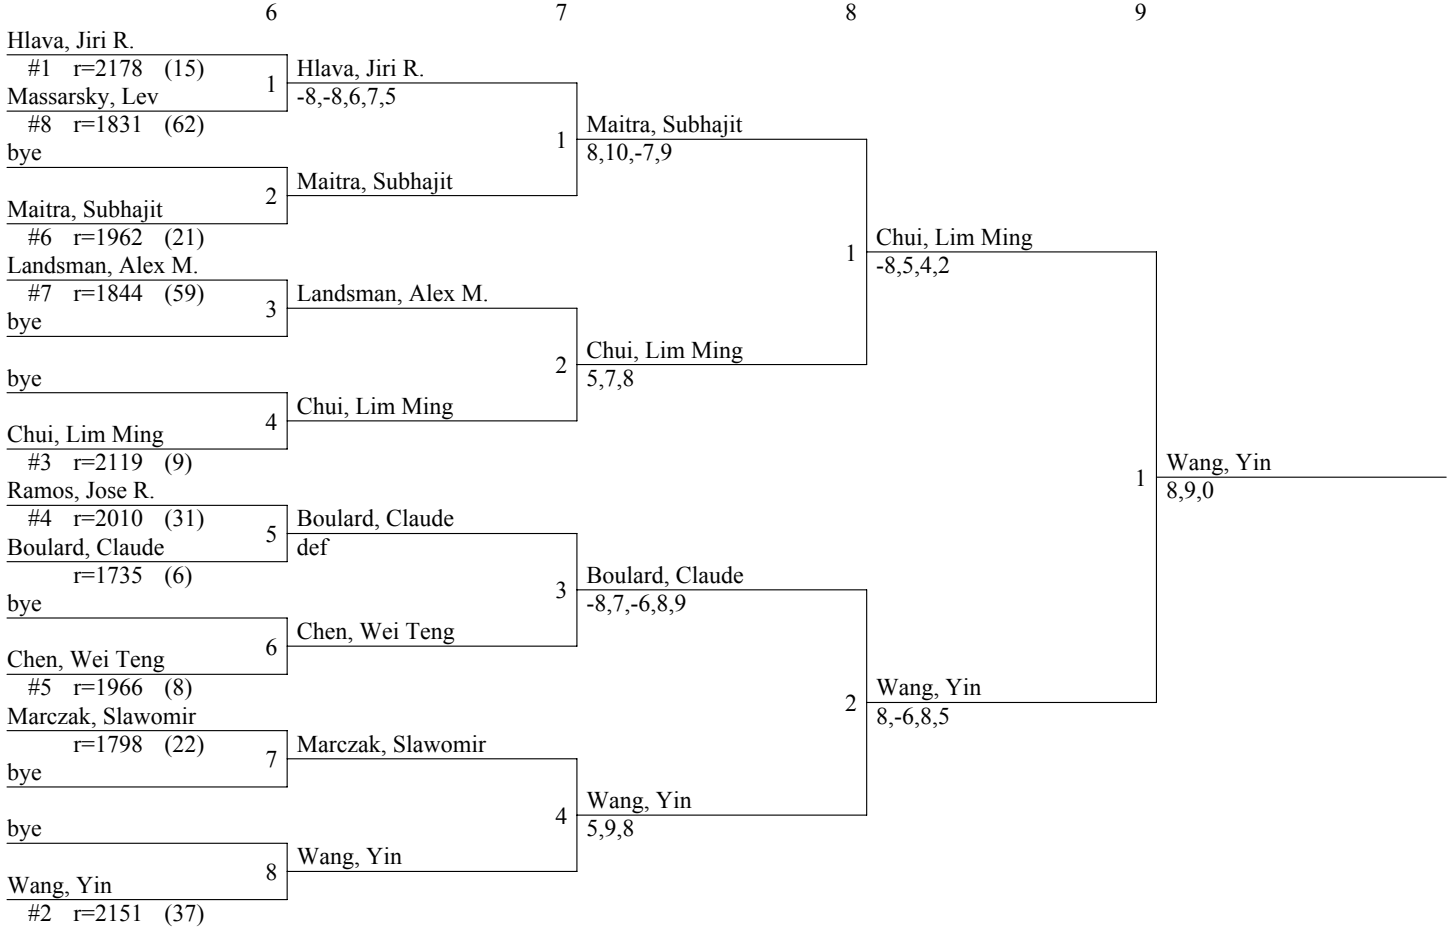 6 7 8 9
Hlava, Jiri R.
#1 r=2178 (15)
1
Hlava, Jiri R.
-8,-8,6,7,5
Massarsky, Lev
#8 r=1831 (62)
1
Maitra, Subhajit
8,10,-7,9
bye
2
Maitra, Subhajit
Maitra, Subhajit
#6 r=1962 (21)
1
Chui, Lim Ming
-8,5,4,2
Landsman, Alex M.
#7 r=1844 (59)
3
Landsman, Alex M.
bye
2
Chui, Lim Ming
5,7,8
bye
4
Chui, Lim Ming
Chui, Lim Ming
#3 r=2119 (9)
1
Wang, Yin
8,9,0
Ramos, Jose R.
#4 r=2010 (31)
5
Boulard, Claude
def
Boulard, Claude
r=1735 (6)
3
Boulard, Claude
-8,7,-6,8,9
bye
6
Chen, Wei Teng
Chen, Wei Teng
#5 r=1966 (8)
2
Wang, Yin
8,-6,8,5
Marczak, Slawomir
r=1798 (22)
7
Marczak, Slawomir
bye
4
Wang, Yin
5,9,8
bye
8
Wang, Yin
Wang, Yin
#2 r=2151 (37)